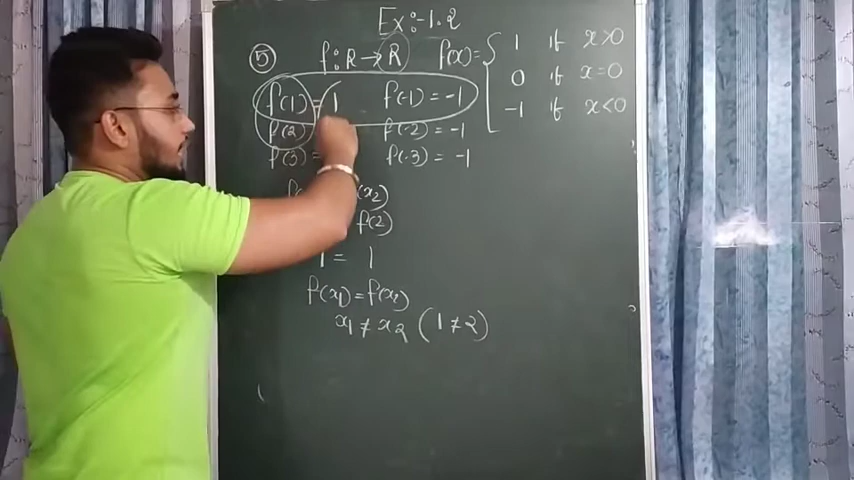 Ex:-1.2
⑤ f:R→R f(x)= { 1 if x>0
0 if x=0
-1 if x<0
f(1) = 1 f(-1) = -1
f(2) f(-2) = -1
f(3) = f(-3) = -1
(x₂)
f(2)
1 = 1
f(x₁)=f(x₂)
x₁≠x₂ (1≠2)